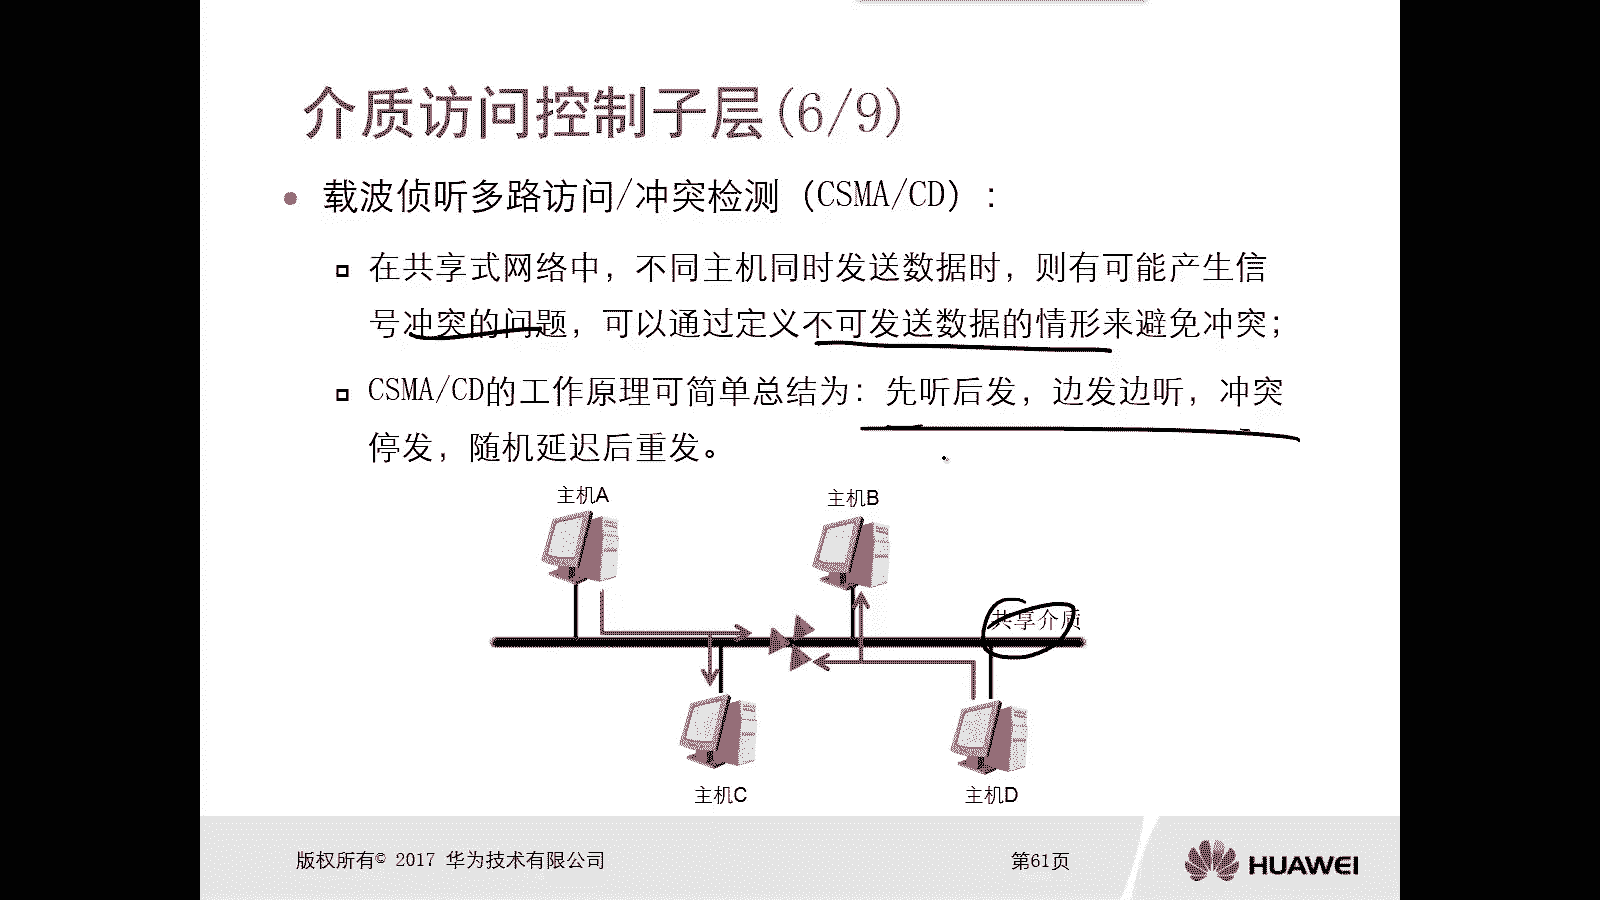 介质访问控制子层(6/9)
载波侦听多路访问/冲突检测（CSMA/CD）:
在共享式网络中，不同主机同时发送数据时，则有可能产生信
号冲突的问题，可以通过定义不可发送数据的情形来避免冲突；
CSMA/CD的工作原理可简单总结为：先听后发，边发边听，冲突
停发，随机延迟后重发。
主机A
主机B
共享介质
主机C
主机D
版权所有© 2017 华为技术有限公司
第61页
HUAWEI